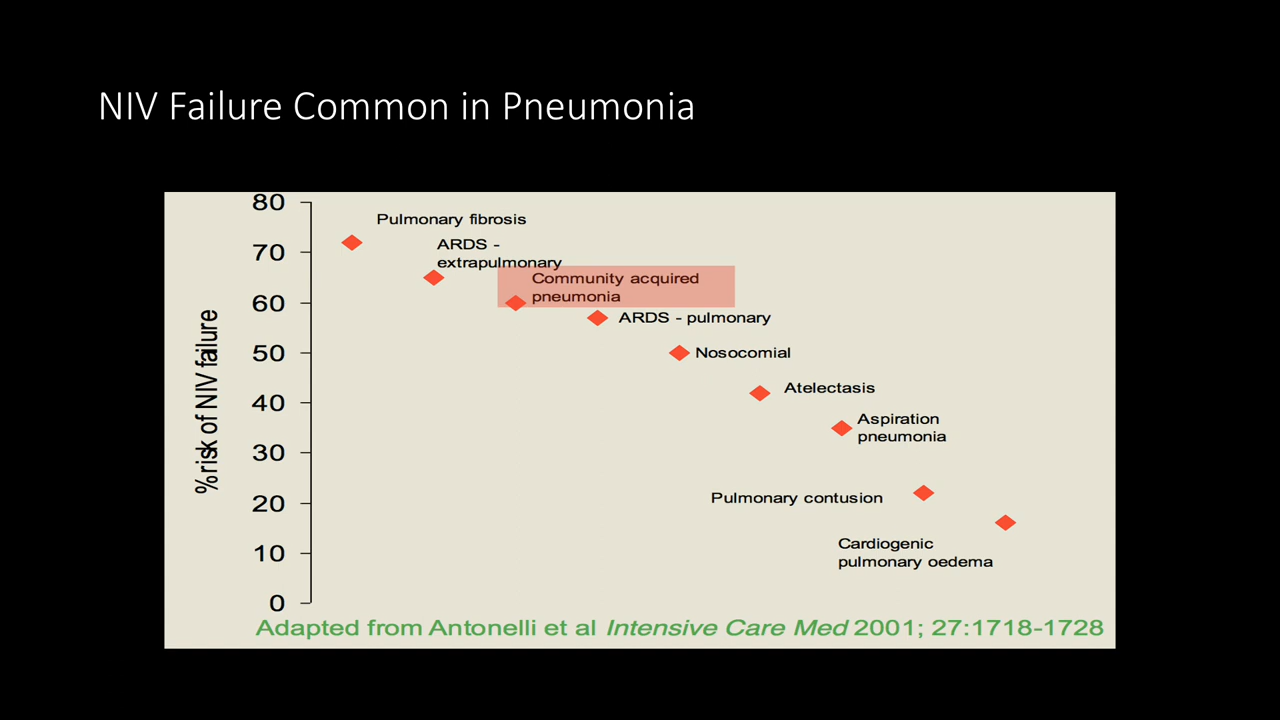 NIV Failure Common in Pneumonia
80
Pulmonary fibrosis
70
ARDS -
extrapulmonary
Community acquired
pneumonia
60
ARDS - pulmonary
50
Nosocomial
Atelectasis
40
Aspiration
pneumonia
30
Pulmonary contusion
20
Cardiogenic
pulmonary oedema
10
0
% risk of NIV failure
Adapted from Antonelli et al Intensive Care Med 2001; 27:1718-1728